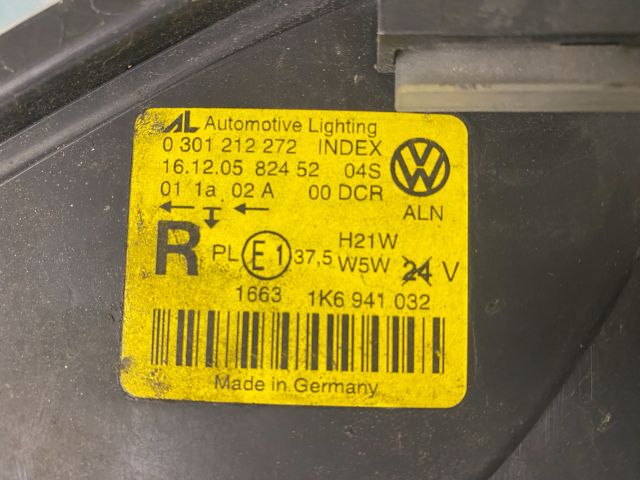 AL Automotive Lighting
0 301 212 272 INDEX
16.12.05 824 52 04S
01 1a 02 A 00 DCR
VW
ALN
R PL E1 37,5 H21W
W5W 24 V
1663 1K6 941 032
Made in Germany